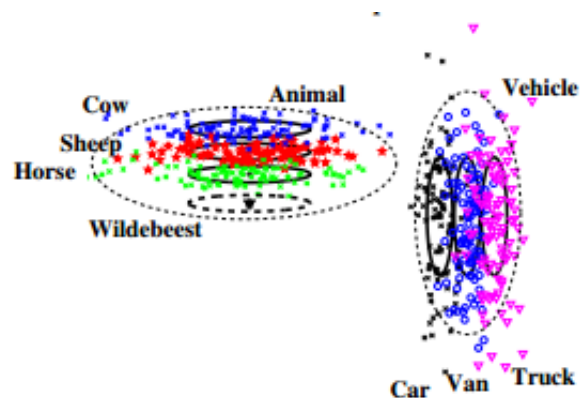 Cow
Animal
Vehicle
Sheep
Horse
Wildebeest
Car
Van
Truck